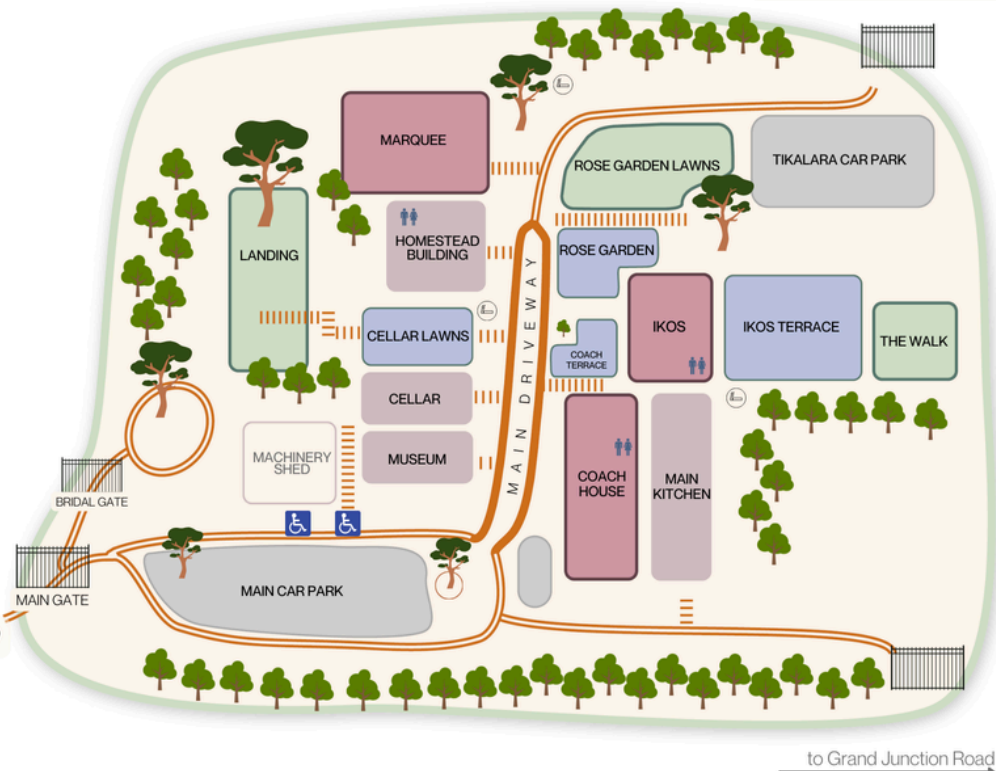 MARQUEE
ROSE GARDEN LAWNS
TIKALARA CAR PARK
HOMESTEAD
BUILDING
LANDING
ROSE GARDEN
MAIN DRIVEWAY
IKOS
IKOS TERRACE
THE WALK
CELLAR LAWNS
COACH
TERRACE
CELLAR
MUSEUM
MACHINERY
SHED
COACH
HOUSE
MAIN
KITCHEN
BRIDAL GATE
MAIN GATE
MAIN CAR PARK
to Grand Junction Road